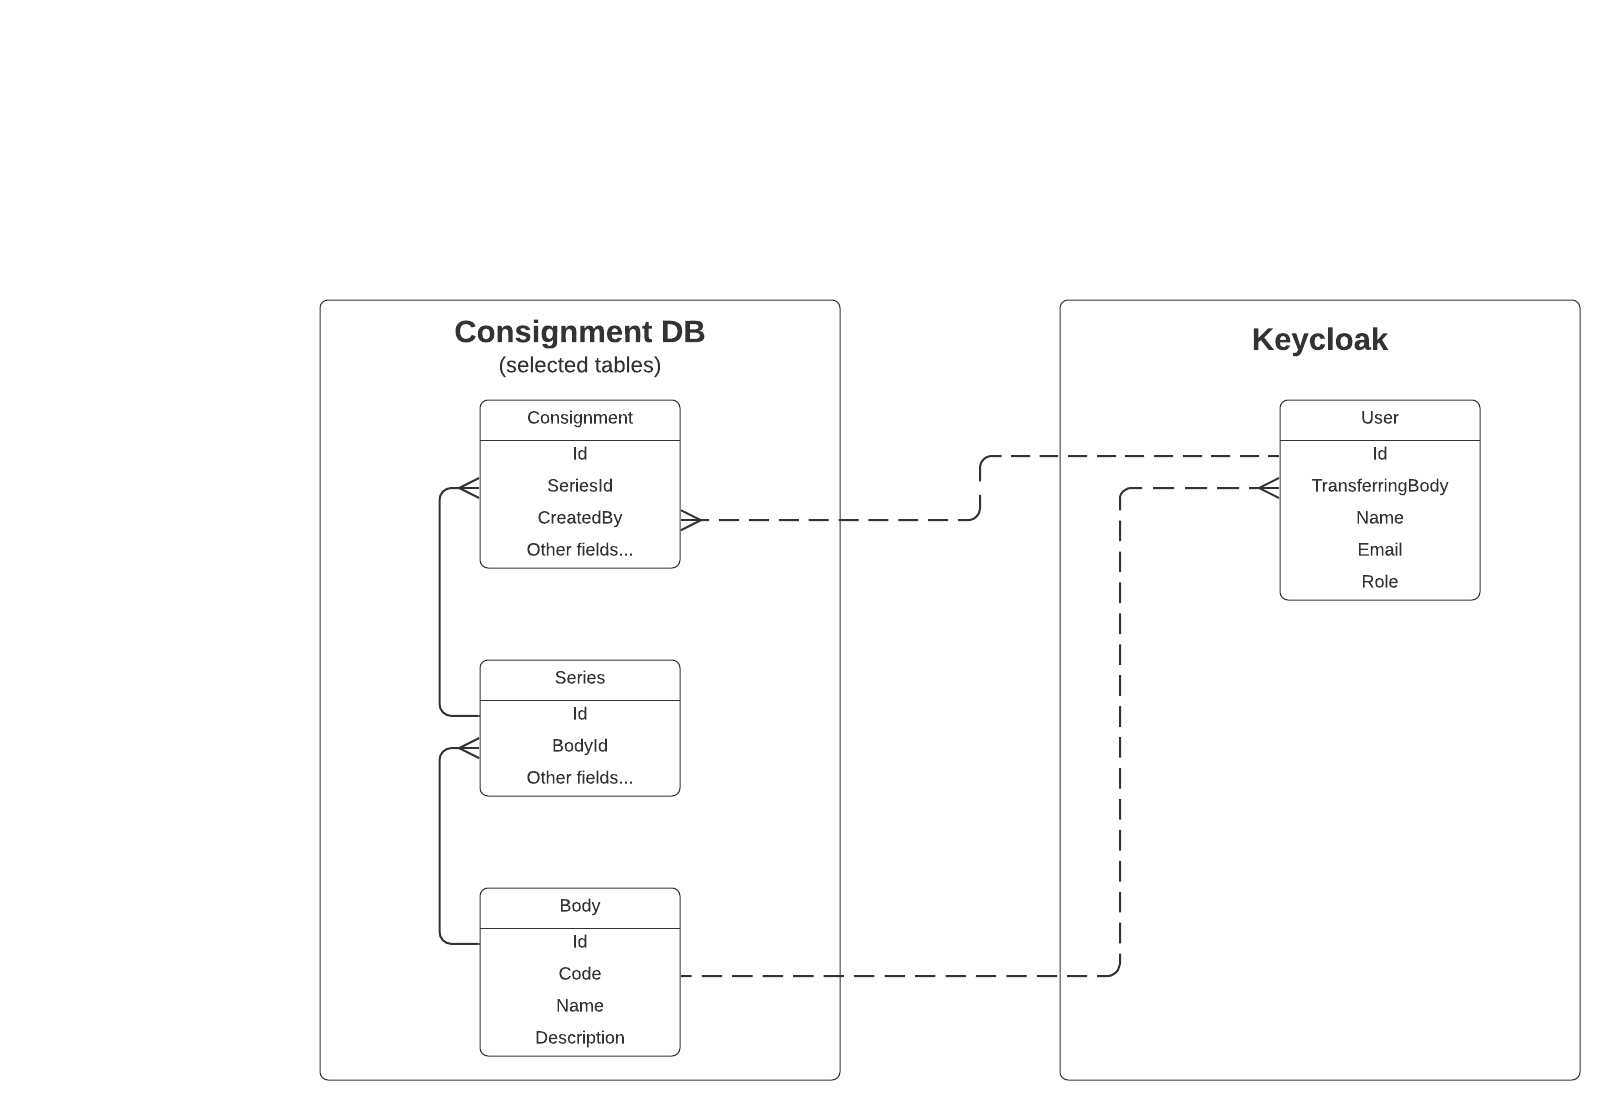 Consignment DB
(selected tables)
Consignment
Id
SeriesId
CreatedBy
Other fields...
Series
Id
BodyId
Other fields...
Body
Id
Code
Name
Description
Keycloak
User
Id
TransferringBody
Name
Email
Role